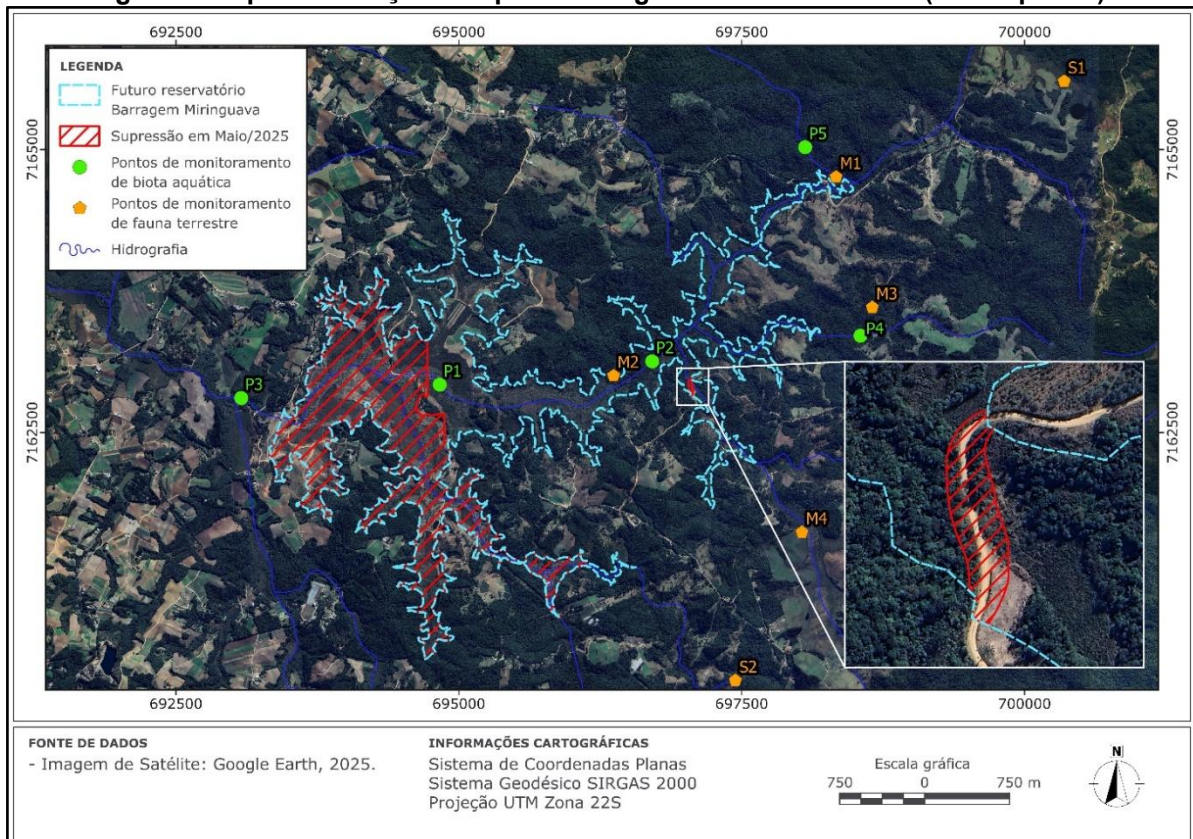 692500 695000 697500 700000
LEGENDA
Futuro reservatório
Barragem Miringuava
Supressão em Maio/2025
Pontos de monitoramento
de biota aquática
Pontos de monitoramento
de fauna terrestre
Hidrografia
S1
P5
7165000 7165000
M1
M3
P4
P2
M2
P1
P3
7162500 7162500
M4
S2
692500 695000 697500 700000
FONTE DE DADOS
- Imagem de Satélite: Google Earth, 2025.
INFORMAÇÕES CARTOGRÁFICAS
Sistema de Coordenadas Planas
Sistema Geodésico SIRGAS 2000
Projeção UTM Zona 22S
Escala gráfica
750 0 750 m
N